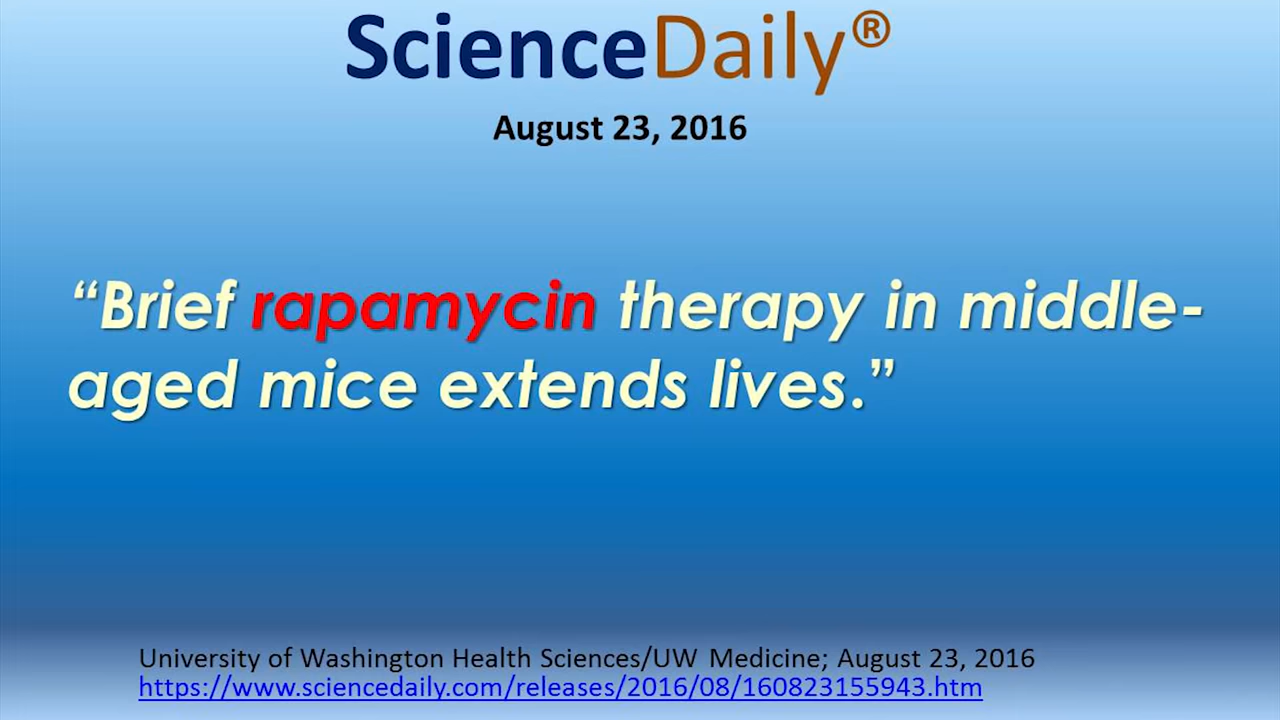 ScienceDaily®
August 23, 2016
“Brief rapamycin therapy in middle-
aged mice extends lives.”
University of Washington Health Sciences/UW Medicine; August 23, 2016
https://www.sciencedaily.com/releases/2016/08/160823155943.htm